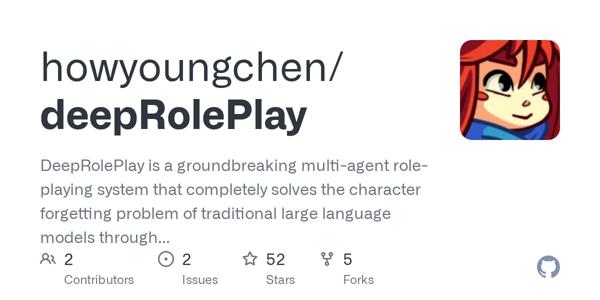 howyoungchen/
deepRolePlay
DeepRolePlay is a groundbreaking multi-agent role-
playing system that completely solves the character
forgetting problem of traditional large language
models through...
2 2 52 5
Contributors Issues Stars Forks